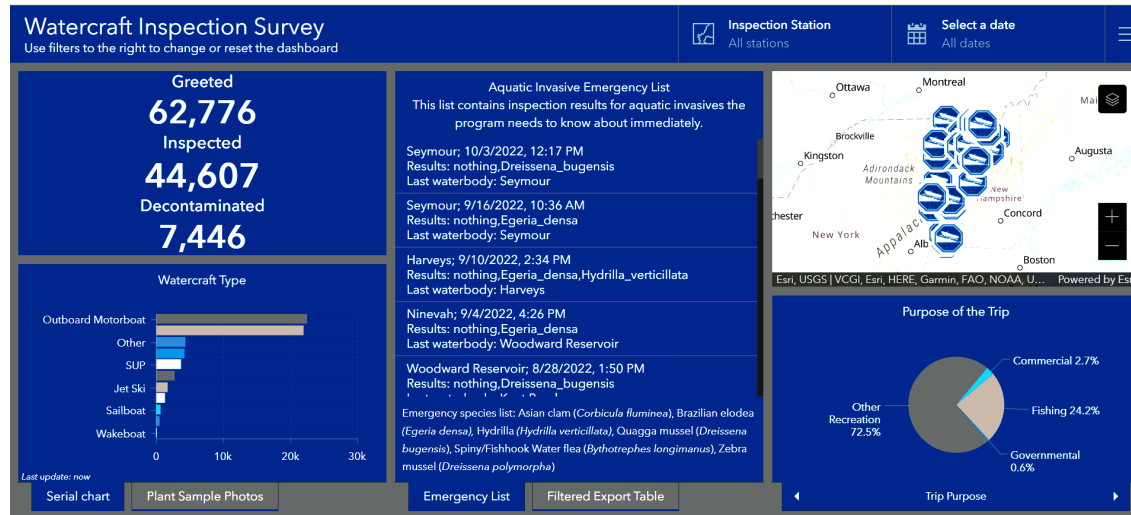 Watercraft Inspection Survey
Use filters to the right to change or reset the dashboard
Inspection Station
All stations
Select a date
All dates
Greeted
62,776
Inspected
44,607
Decontaminated
7,446
Watercraft Type
Outboard Motorboat
Other
SUP
Jet Ski
Sailboat
Wakeboat
0 10k 20k 30k
Last update: now
Serial chart
Plant Sample Photos
Aquatic Invasive Emergency List
This list contains inspection results for aquatic invasives the
program needs to know about immediately.
Seymour; 10/3/2022, 12:17 PM
Results: nothing,Dreissena_bugensis
Last waterbody: Seymour
Seymour; 9/16/2022, 10:36 AM
Results: nothing,Egeria_densa
Last waterbody: Seymour
Harveys; 9/10/2022, 2:34 PM
Results: nothing,Egeria_densa,Hydrilla_verticillata
Last waterbody: Harveys
Ninevah; 9/4/2022, 4:26 PM
Results: nothing,Egeria_densa
Last waterbody: Woodward Reservoir
Woodward Reservoir; 8/28/2022, 1:50 PM
Results: nothing,Dreissena_bugensis
Emergency species list: Asian clam (Corbicula fluminea), Brazilian elodea
(Egeria densa), Hydrilla (Hydrilla verticillata), Quagga mussel (Dreissena
bugensis), Spiny/Fishhook Water flea (Bythotrephes longimanus), Zebra
mussel (Dreissena polymorpha)
Emergency List
Filtered Export Table
Ottawa
Montreal
Mai
Brockville
Kingston
Augusta
Adirondack
Mountains
New
Hampshire
chester
Concord
New York
Appalac
Alb
Boston
Esri, USGS | VCGI, Esri, HERE, Garmin, FAO, NOAA, U... Powered by Esri
Purpose of the Trip
Commercial 2.7%
Fishing 24.2%
Other
Recreation
72.5%
Governmental
0.6%
Trip Purpose